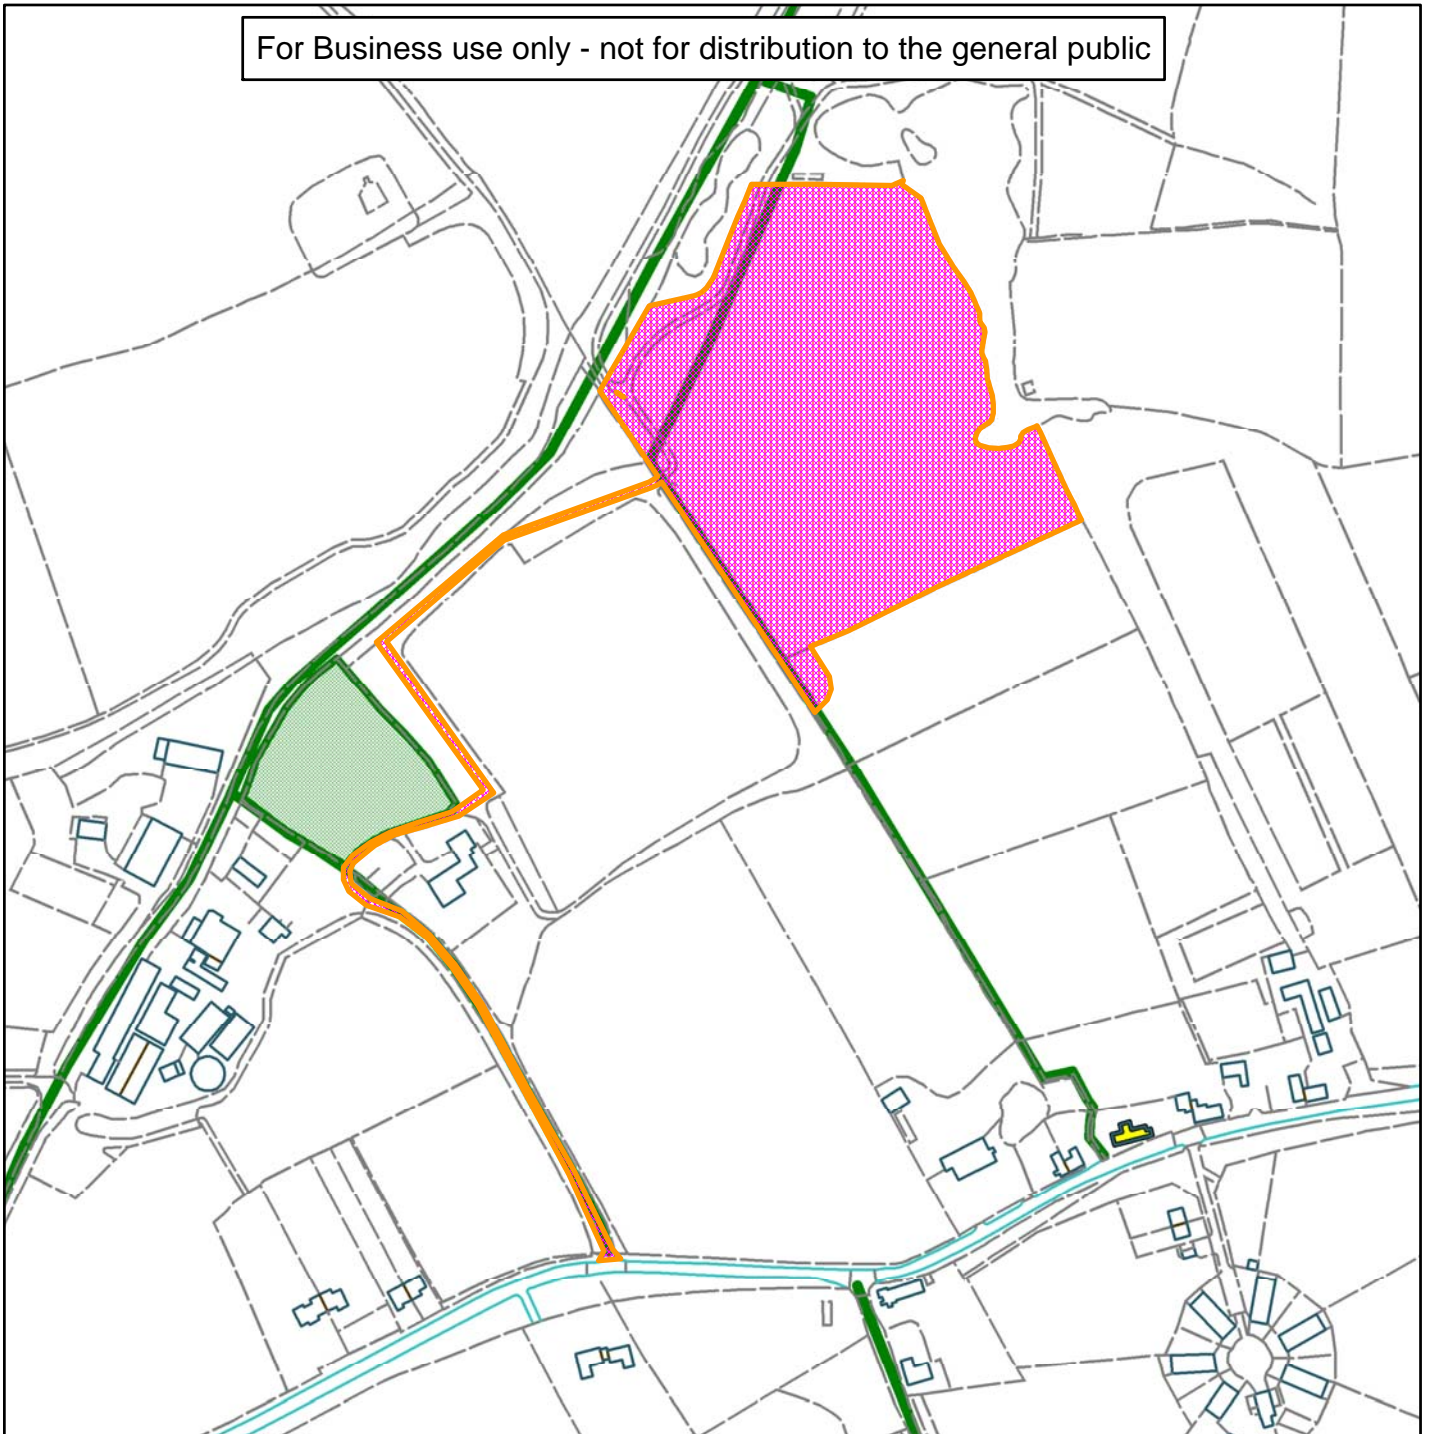 For Business use only - not for distribution to the general public